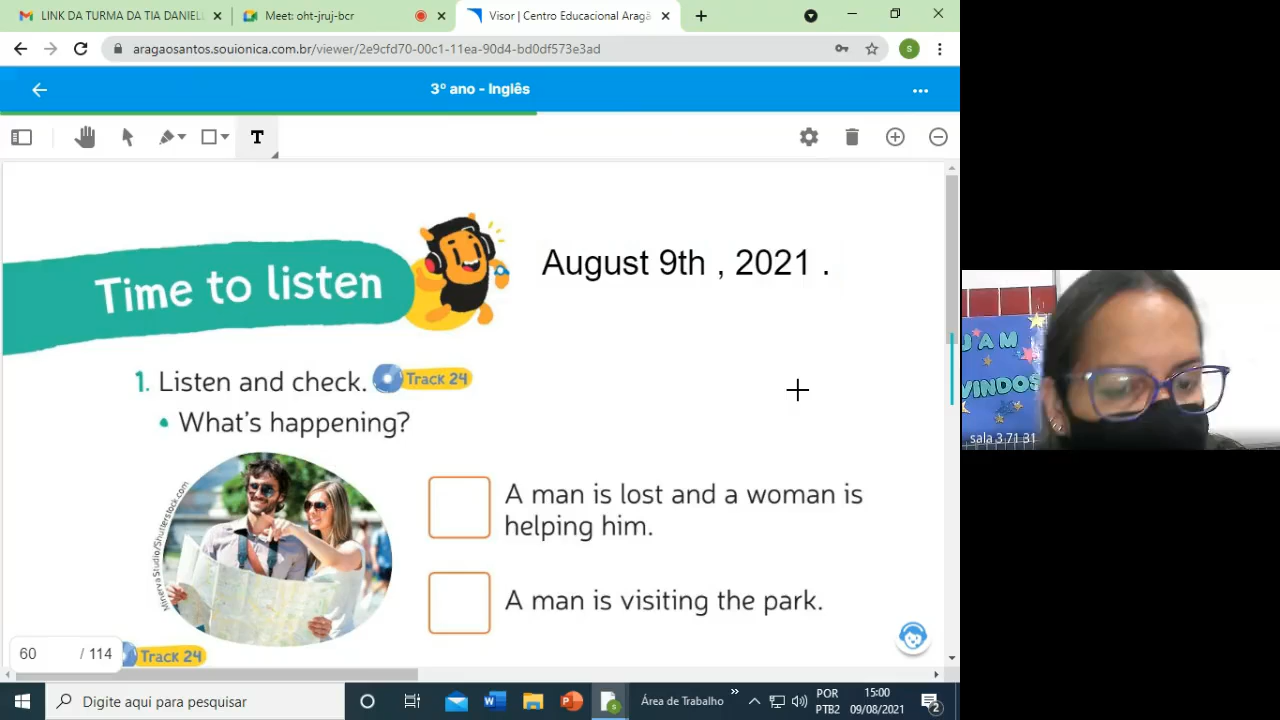 LINK DA TURMA DA TIA DANIELL
Meet: oht-jruj-bcr
Visor | Centro Educacional Aragã
aragaosantos.souionica.com.br/viewer/2e9cfd70-00c1-11ea-90d4-bd0df573e3ad
S
3º ano - Inglês
T
Time to listen
August 9th , 2021 .
1. Listen and check. Track 24
• What's happening?
MinervaStudio/Shutterstock.com
A man is lost and a woman is
helping him.
A man is visiting the park.
60 / 114
Track 24
JAM
VINDOS
sala 3 71 31
Digite aqui para pesquisar
Área de Trabalho
POR
PTB2
15:00
09/08/2021
2